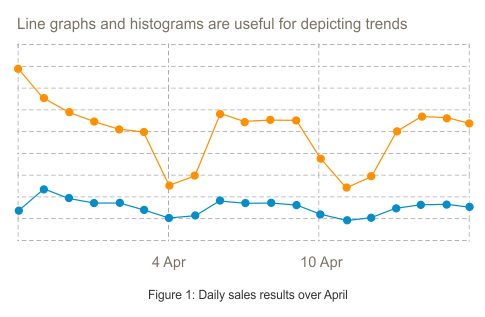 Line graphs and histograms are useful for depicting trends
4 Apr
10 Apr
Figure 1: Daily sales results over April